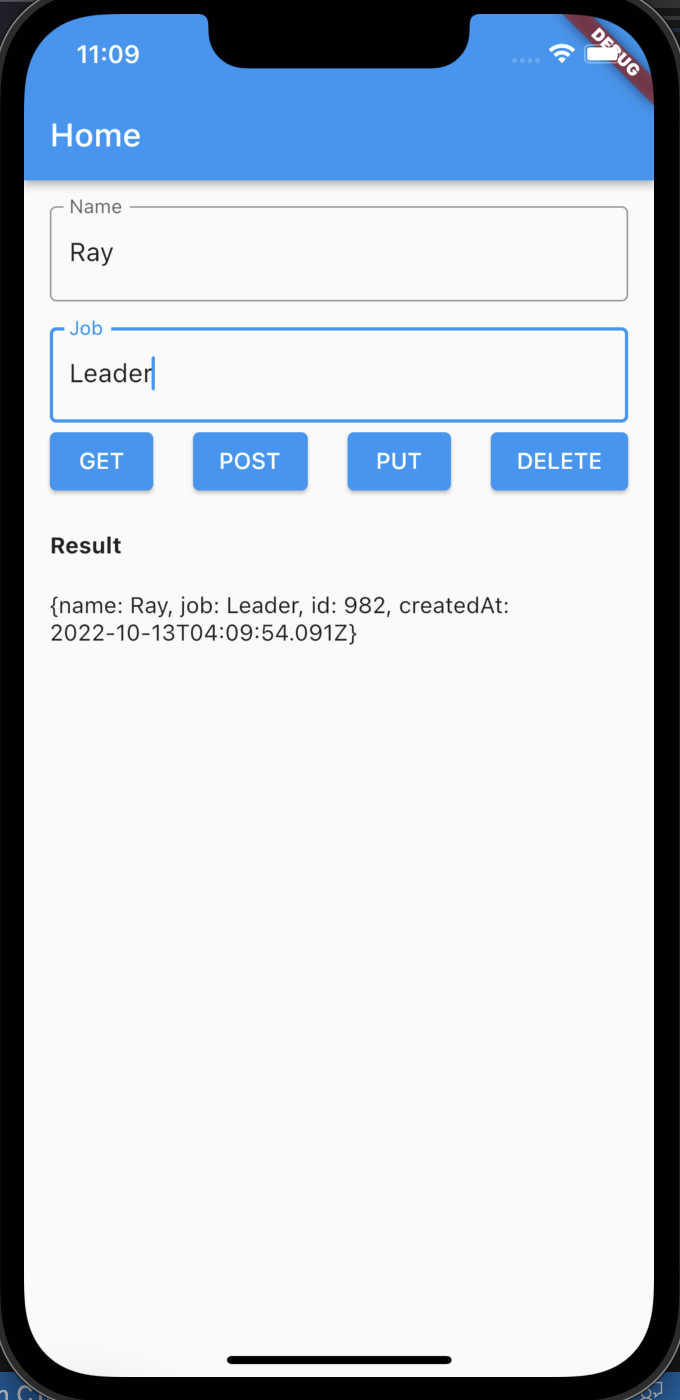 11:09
DEBUG
Home
Name
Ray
Job
Leader
GET POST PUT DELETE
Result
{name: Ray, job: Leader, id: 982, createdAt:
2022-10-13T04:09:54.091Z}